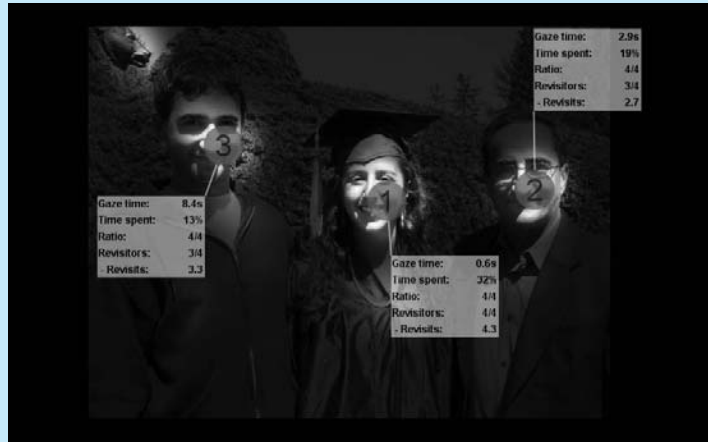 Gaze time: 2.9s
Time spent: 19%
Ratio: 4/4
Revisitors: 3/4
- Revisits: 2.7
3
1
2
Gaze time: 8.4s
Time spent: 13%
Ratio: 4/4
Revisitors: 3/4
- Revisits: 3.3
Gaze time: 0.6s
Time spent: 32%
Ratio: 4/4
Revisitors: 4/4
- Revisits: 4.3